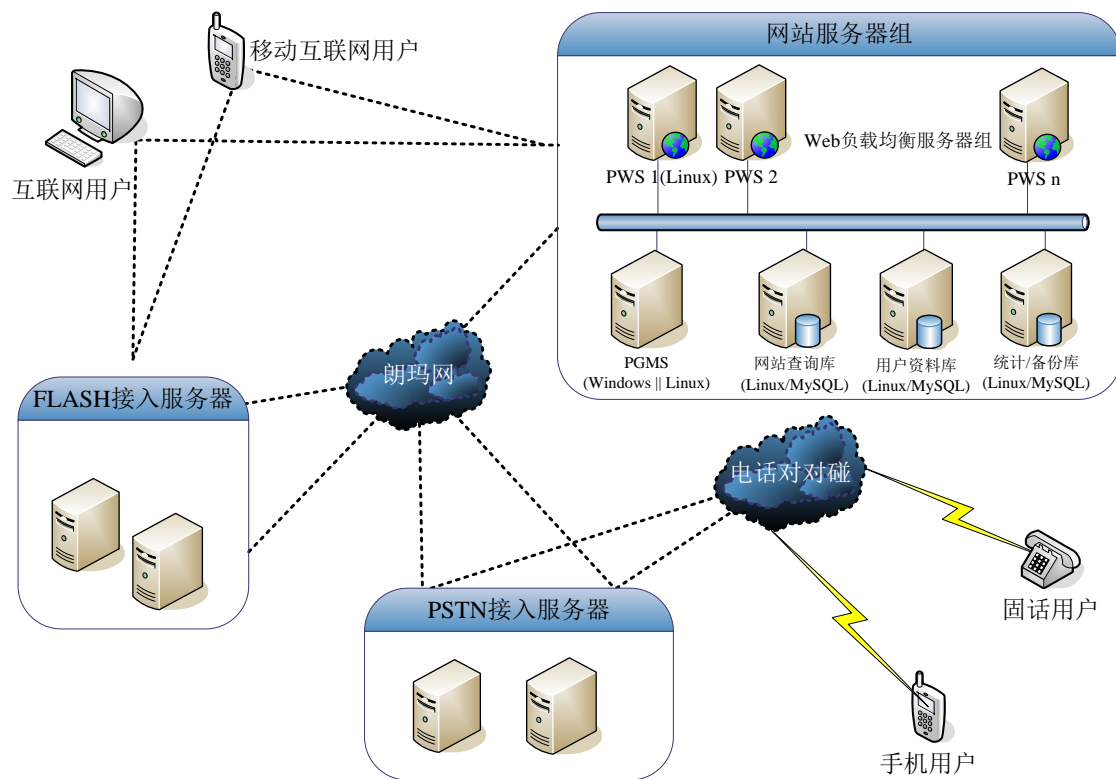 移动互联网用户
互联网用户
网站服务器组
Web负载均衡服务器组
PWS 1(Linux)
PWS 2
PWS n
PGMS
(Windows || Linux)
网站查询库
(Linux/MySQL)
用户资料库
(Linux/MySQL)
统计/备份库
(Linux/MySQL)
朗玛网
FLASH接入服务器
电话对对碰
PSTN接入服务器
固话用户
手机用户